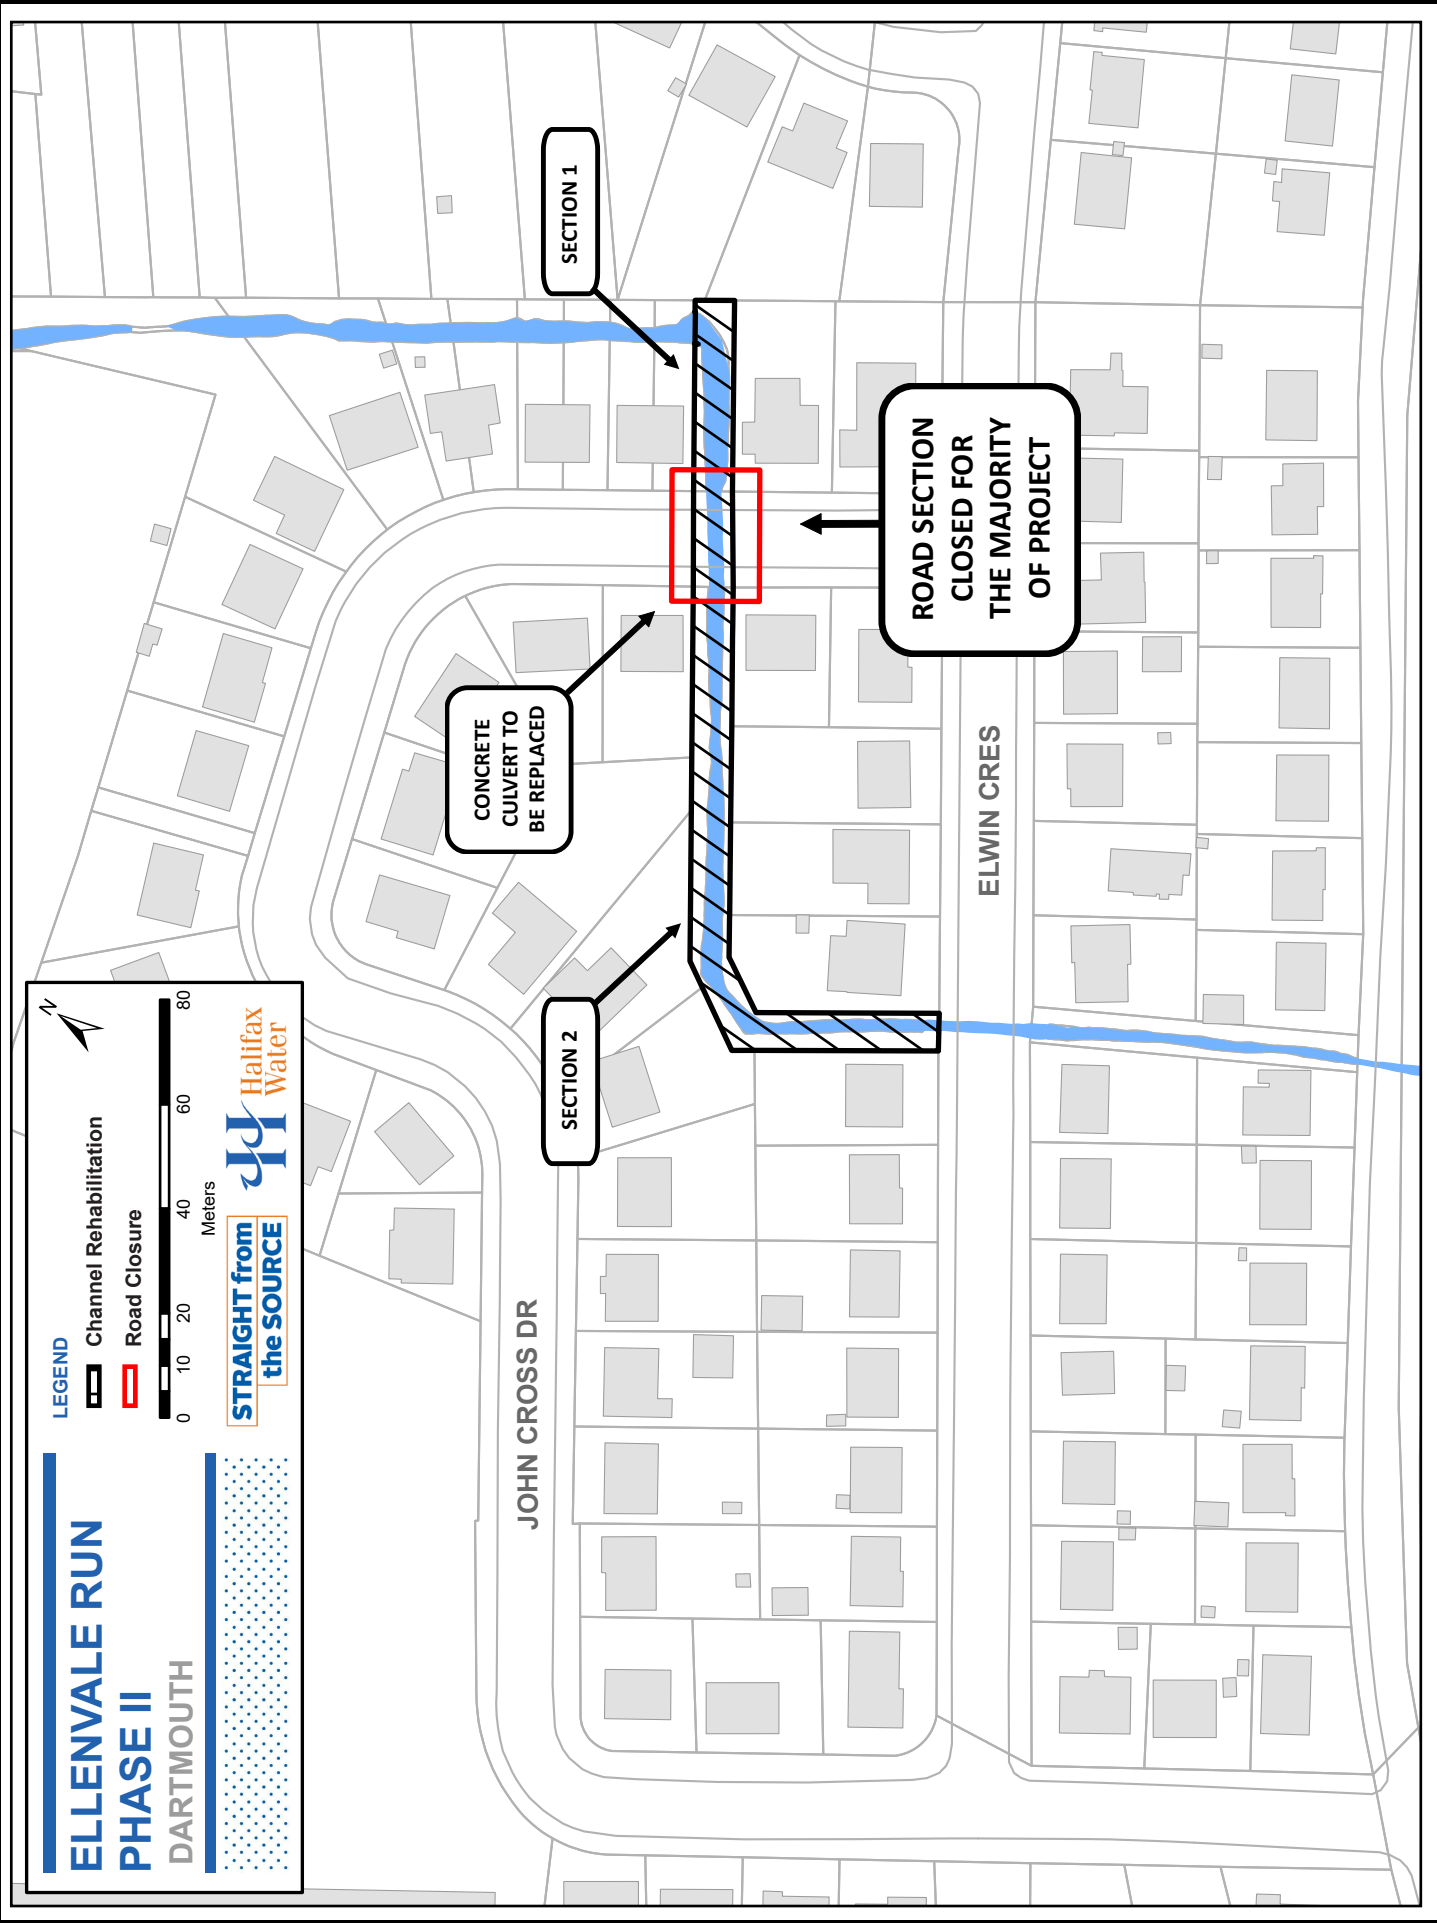 ELLENVALE RUN
PHASE II
DARTMOUTH
LEGEND
Channel Rehabilitation
Road Closure
0 10 20 40 60 80
Meters
N
STRAIGHT from
the SOURCE
Halifax
Water
SECTION 1
SECTION 2
CONCRETE
CULVERT TO
BE REPLACED
ROAD SECTION
CLOSED FOR
THE MAJORITY
OF PROJECT
JOHN CROSS DR
ELWIN CRES